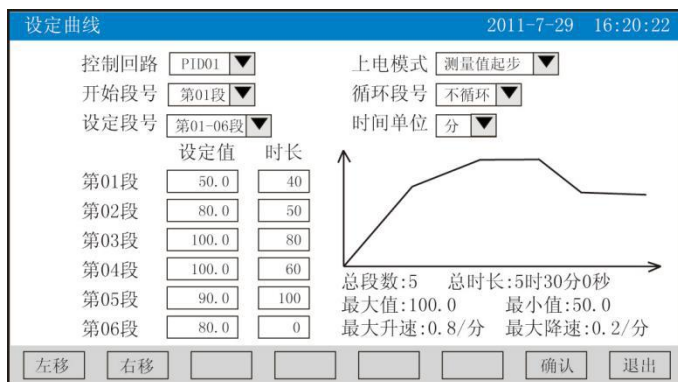 设定曲线 2011-7-29 16:20:22
控制回路 PID01 上电模式 测量值起步
开始段号 第01段 循环段号 不循环
设定段号 第01-06段 时间单位 分
设定值 时长
第01段 50.0 40
第02段 80.0 50
第03段 100.0 80
第04段 100.0 60
第05段 90.0 100
第06段 80.0 0
总段数:5 总时长:5时30分0秒
最大值:100.0 最小值:50.0
最大升速:0.8/分 最大降速:0.2/分
左移 右移 确认 退出